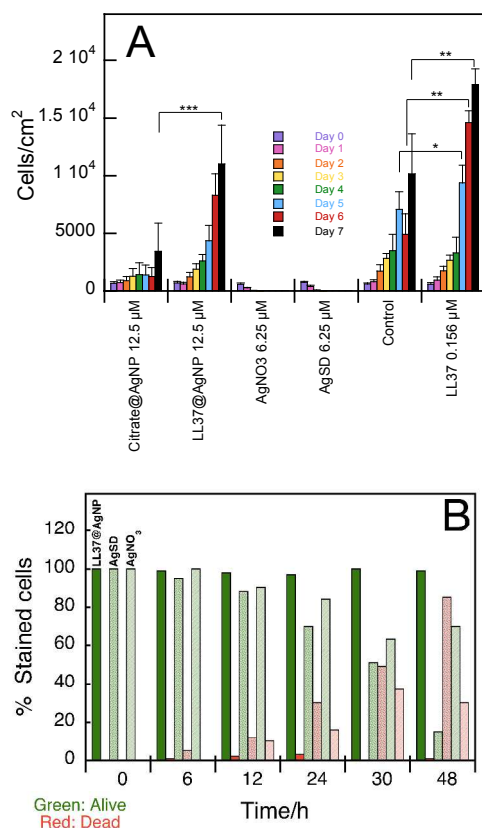 A
Cells/cm²
2 10⁴
1.5 10⁴
1 10⁴
5000
0
***
*
**
**
Day 0
Day 1
Day 2
Day 3
Day 4
Day 5
Day 6
Day 7
Citrate@AgNP 12.5 µM
LL37@AgNP 12.5 µM
AgNO3 6.25 µM
AgSD 6.25 µM
Control
LL37 0.156 µM
B
% Stained cells
120
100
80
60
40
20
0
LL37@AgNP
AgSD
AgNO₃
0 6 12 24 30 48
Green: Alive
Red: Dead
Time/h